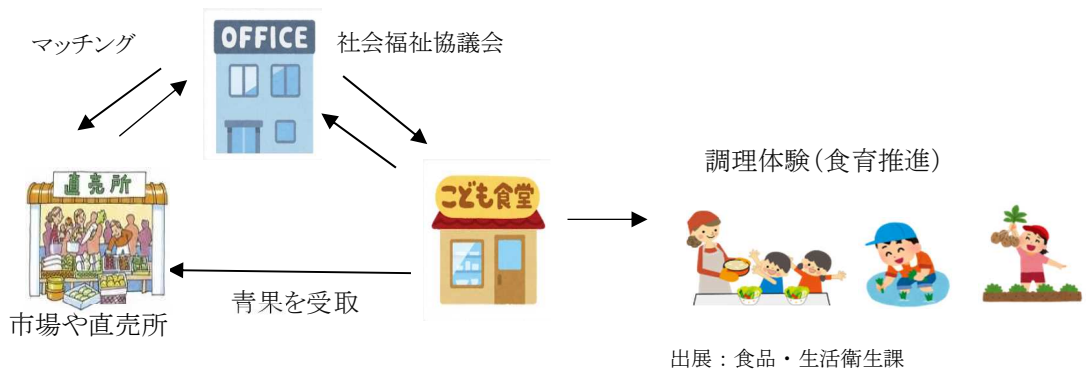 マッチング
OFFICE
社会福祉協議会
直売所
こども食堂
調理体験(食育推進)
青果を受取
市場や直売所
出展：食品・生活衛生課